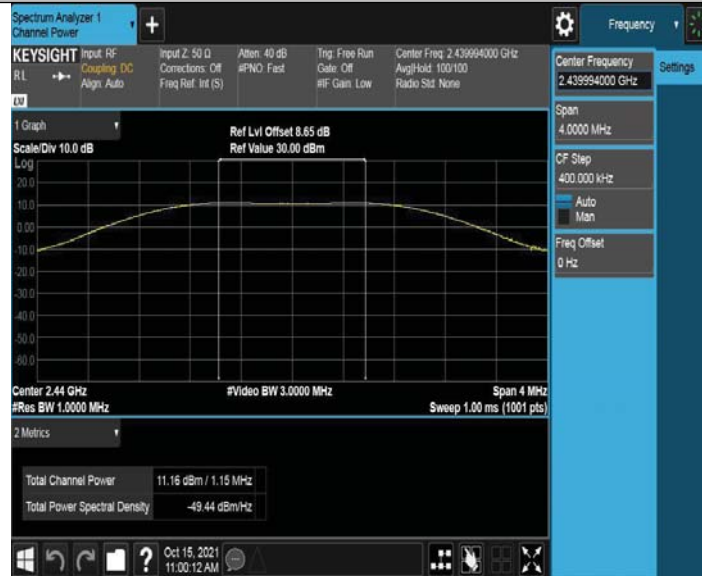 Spectrum Analyzer 1
Channel Power
Frequency
KEYSIGHT
RL
Input: RF
Coupling: DC
Align: Auto
Input Z: 50 Ω
Corrections: Off
Freq Ref: Int (S)
Atten: 40 dB
#PNO: Fast
Trig: Free Run
Gate: Off
#IF Gain: Low
Center Freq: 2.439994000 GHz
Avg|Hold: 100/100
Radio Std: None
LXI
Center Frequency
2.439994000 GHz
Settings
Span
4.0000 MHz
CF Step
400.000 kHz
Auto
Man
Freq Offset
0 Hz
1 Graph
Scale/Div 10.0 dB
Ref Lvl Offset 8.65 dB
Ref Value 30.00 dBm
Log
20.0
10.0
0.00
-10.0
-20.0
-30.0
-40.0
-50.0
-60.0
Center 2.44 GHz
#Video BW 3.0000 MHz
Span 4 MHz
#Res BW 1.0000 MHz
Sweep 1.00 ms (1001 pts)
2 Metrics
Total Channel Power 11.16 dBm / 1.15 MHz
Total Power Spectral Density -49.44 dBm/Hz
?
Oct 15, 2021
11:00:12 AM